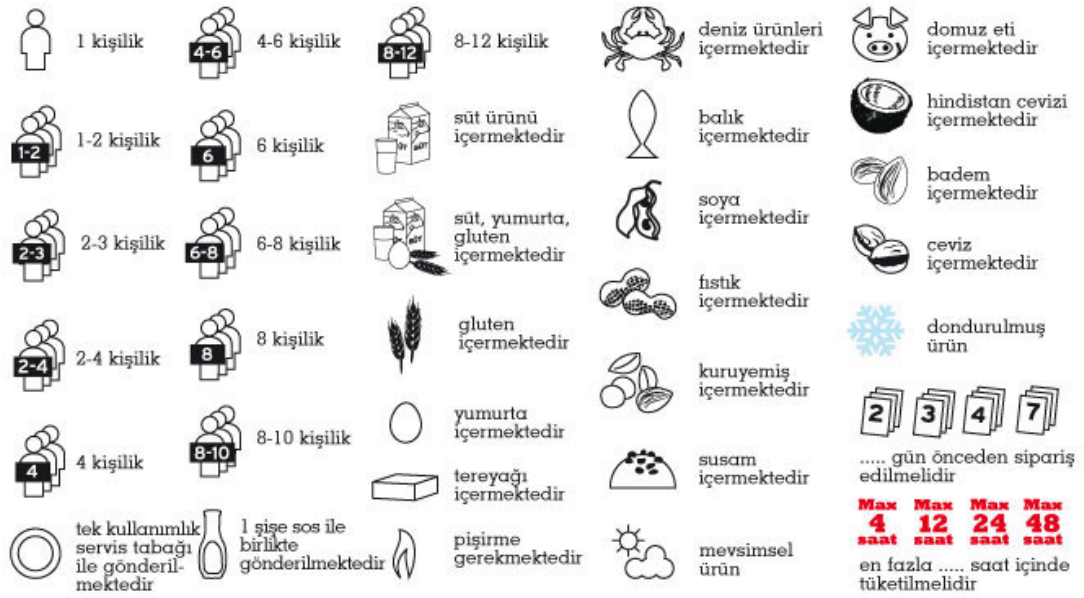 1 kişilik
1-2
1-2 kişilik
2-3
2-3 kişilik
2-4
2-4 kişilik
4
4 kişilik
tek kullanımlık
servis tabağı
ile gönderil-
mektedir
4-6
4-6 kişilik
6
6 kişilik
6-8
6-8 kişilik
8
8 kişilik
8-10
8-10 kişilik
1 şişe sos ile
birlikte
gönderilmektedir
8-12
8-12 kişilik
SÜT
süt ürünü
içermektedir
SÜT
süt, yumurta,
gluten
içermektedir
gluten
içermektedir
yumurta
içermektedir
tereyağı
içermektedir
pişirme
gerekmektedir
deniz ürünleri
içermektedir
balık
içermektedir
soya
içermektedir
fıstık
içermektedir
kuruyemiş
içermektedir
susam
içermektedir
mevsimsel
ürün
domuz eti
içermektedir
hindistan cevizi
içermektedir
badem
içermektedir
ceviz
içermektedir
dondurulmuş
ürün
2 3 4 7
..... gün önceden sipariş
edilmelidir
Max Max Max Max
4 12 24 48
saat saat saat saat
en fazla ..... saat içinde
tüketilmelidir